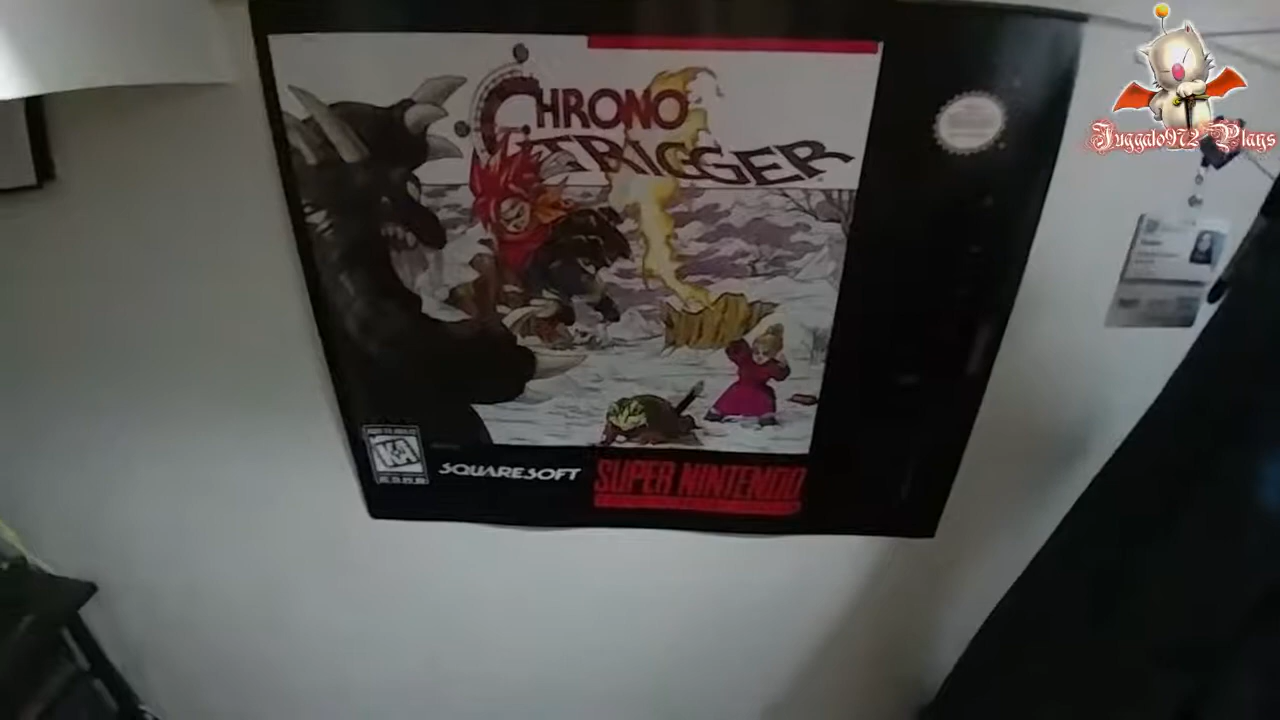 CHRONO
TRIGGER
Juggalo972 Plays
K-A
SQUARESOFT
SUPER NINTENDO